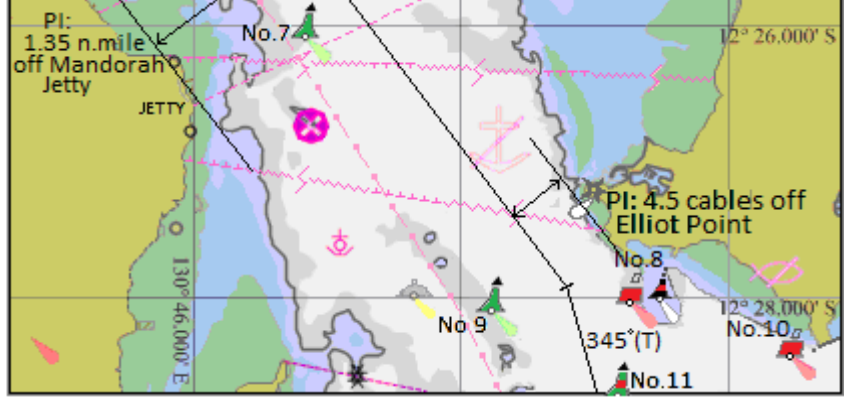 PI:
1.35 n.mile
off Mandorah
Jetty
No.7
12° 26.000' S
JETTY
PI: 4.5 cables off
Elliot Point
No.8
130° 46.000' E
No 9
12° 28.000' S
No.10
345°(T)
No.11